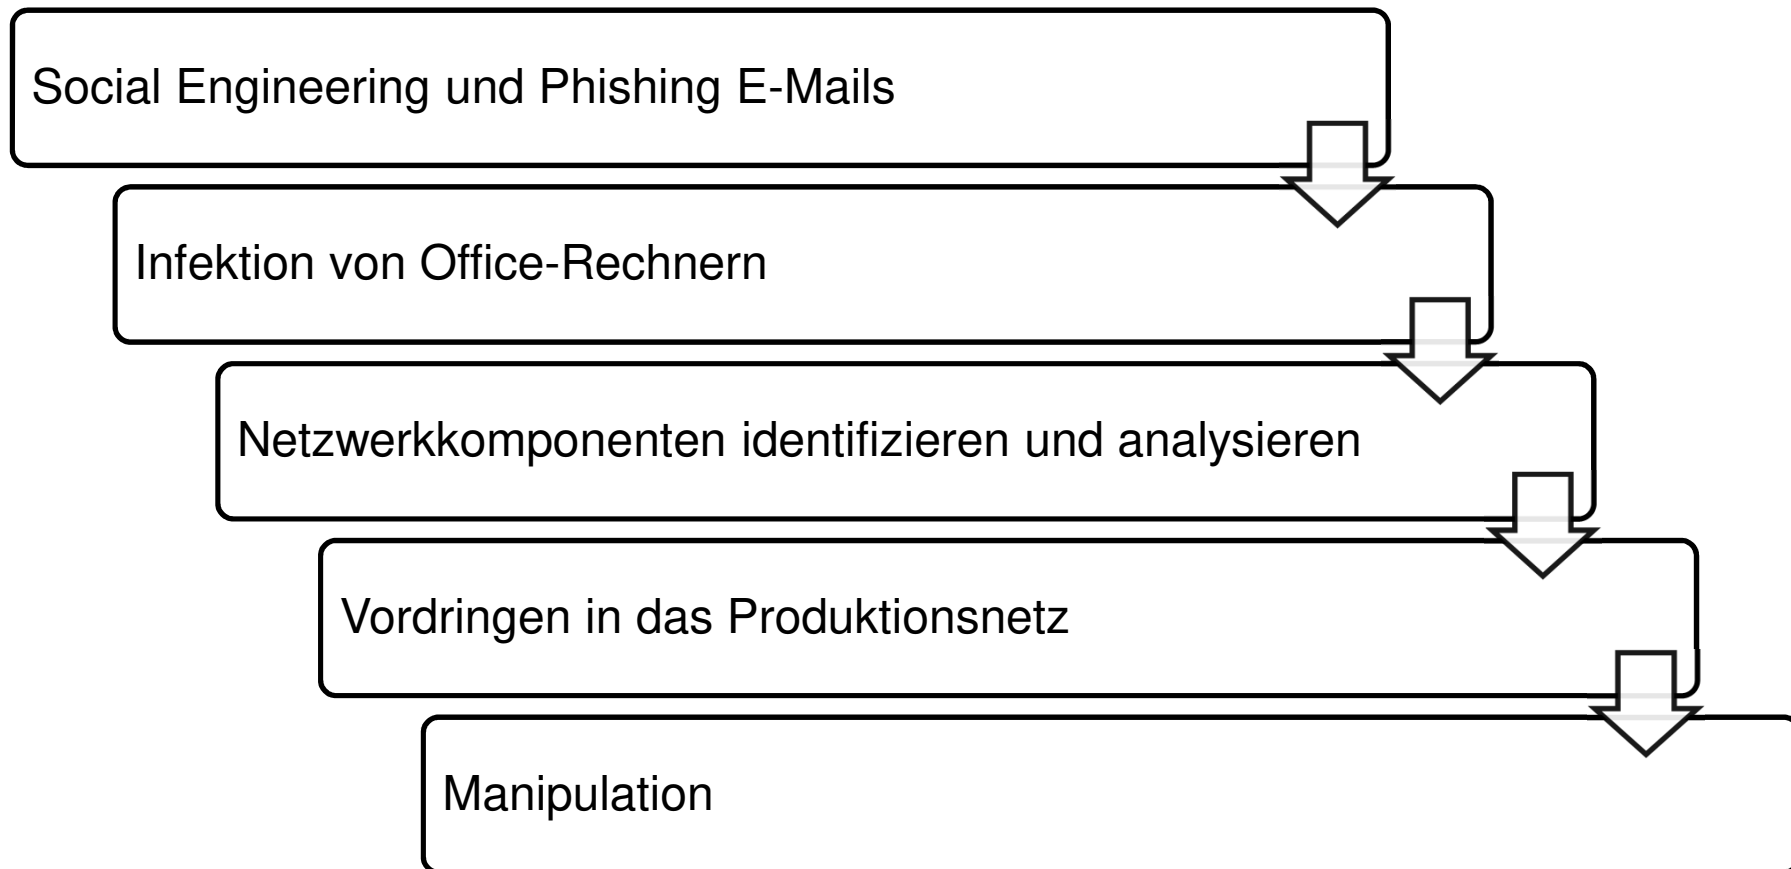 Social Engineering und Phishing E-Mails
Infektion von Office-Rechnern
Netzwerkkomponenten identifizieren und analysieren
Vordringen in das Produktionsnetz
Manipulation